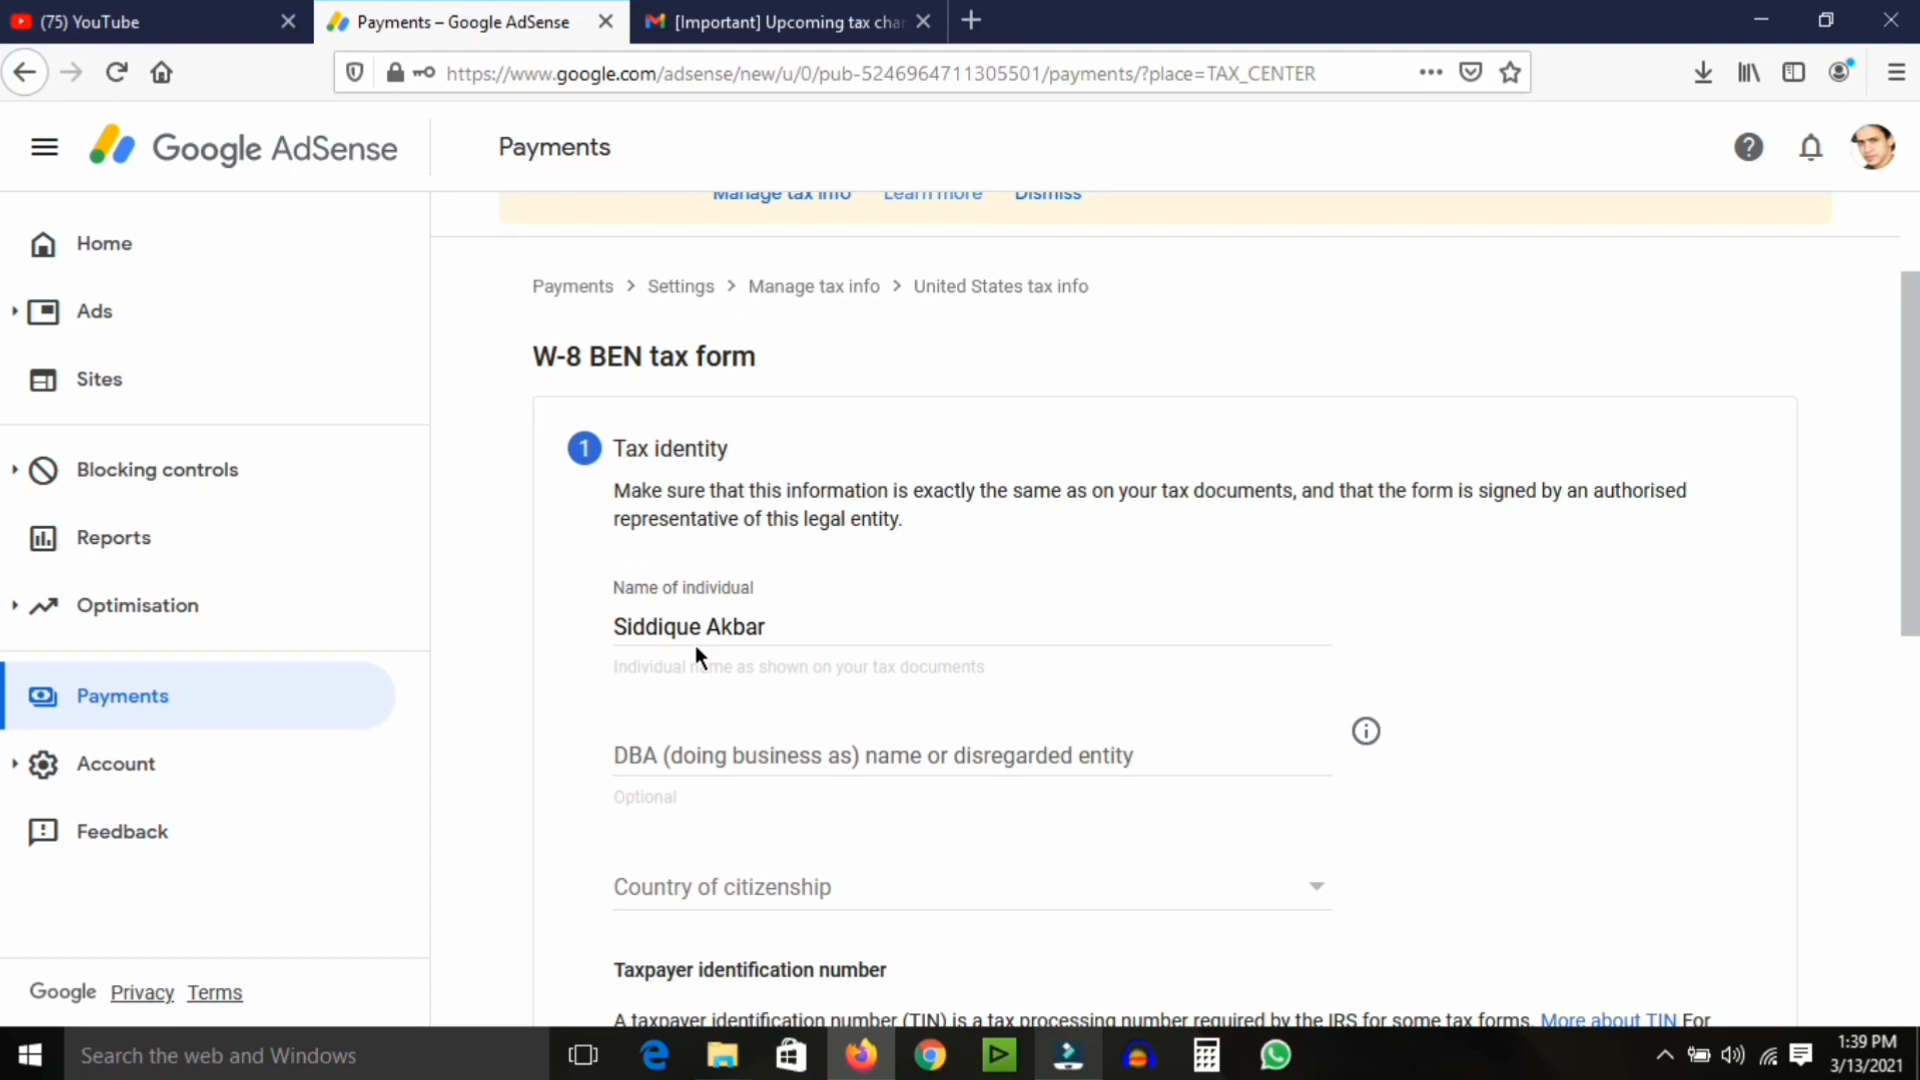 (75) YouTube
Payments – Google AdSense
[Important] Upcoming tax cha
https://www.google.com/adsense/new/u/0/pub-5246964711305501/payments/?place=TAX_CENTER
Google AdSense
Payments
Manage tax info Learn more Dismiss
Home
Ads
Sites
Blocking controls
Reports
Optimisation
Payments
Account
Feedback
Google Privacy Terms
Payments > Settings > Manage tax info > United States tax info
W-8 BEN tax form
1 Tax identity
Make sure that this information is exactly the same as on your tax documents, and that the form is signed by an authorised
representative of this legal entity.
Name of individual
Siddique Akbar
Individual name as shown on your tax documents
DBA (doing business as) name or disregarded entity
Optional
Country of citizenship
Taxpayer identification number
A taxpayer identification number (TIN) is a tax processing number required by the IRS for some tax forms. More about TIN For
Search the web and Windows
1:39 PM
3/13/2021